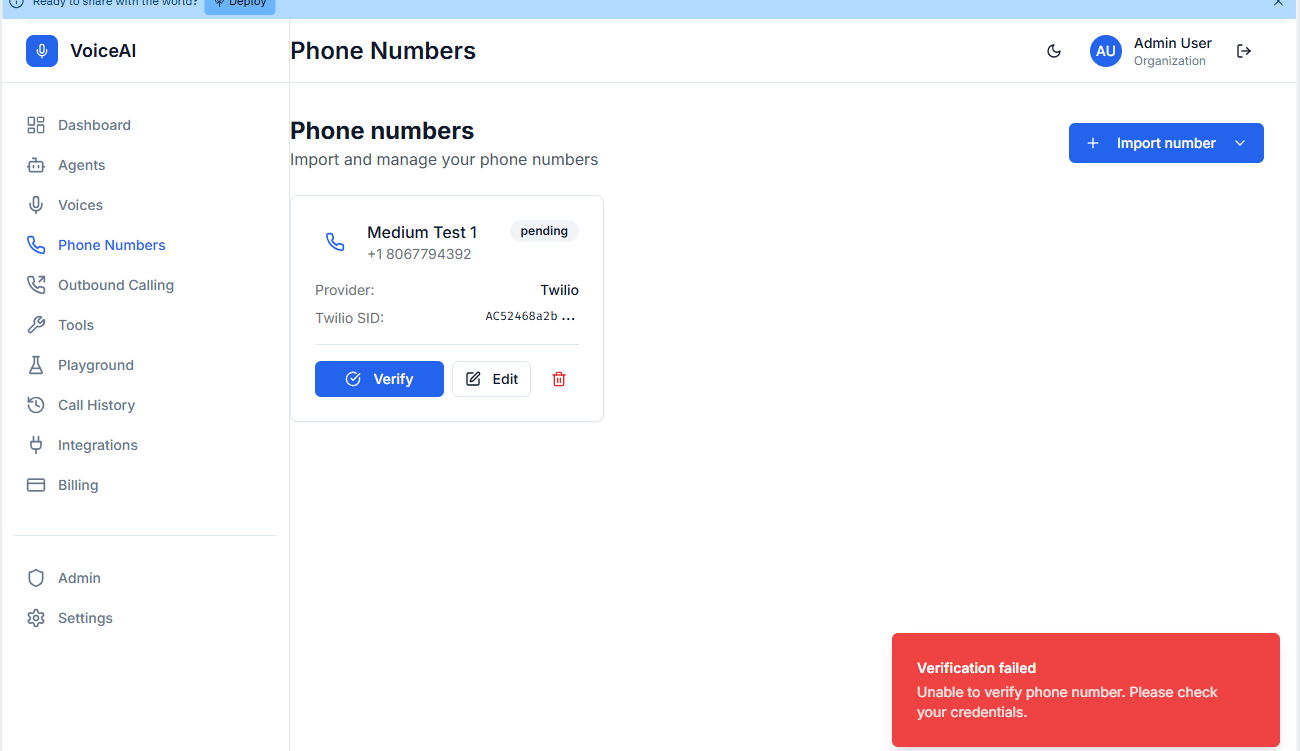 Ready to share with the world? Deploy
VoiceAI
Phone Numbers
AU
Admin User
Organization
Dashboard
Agents
Voices
Phone Numbers
Outbound Calling
Tools
Playground
Call History
Integrations
Billing
Admin
Settings
Phone numbers
Import and manage your phone numbers
Import number
Medium Test 1
pending
+1 8067794392
Provider: Twilio
Twilio SID: AC52468a2b...
Verify
Edit
Verification failed
Unable to verify phone number. Please check
your credentials.